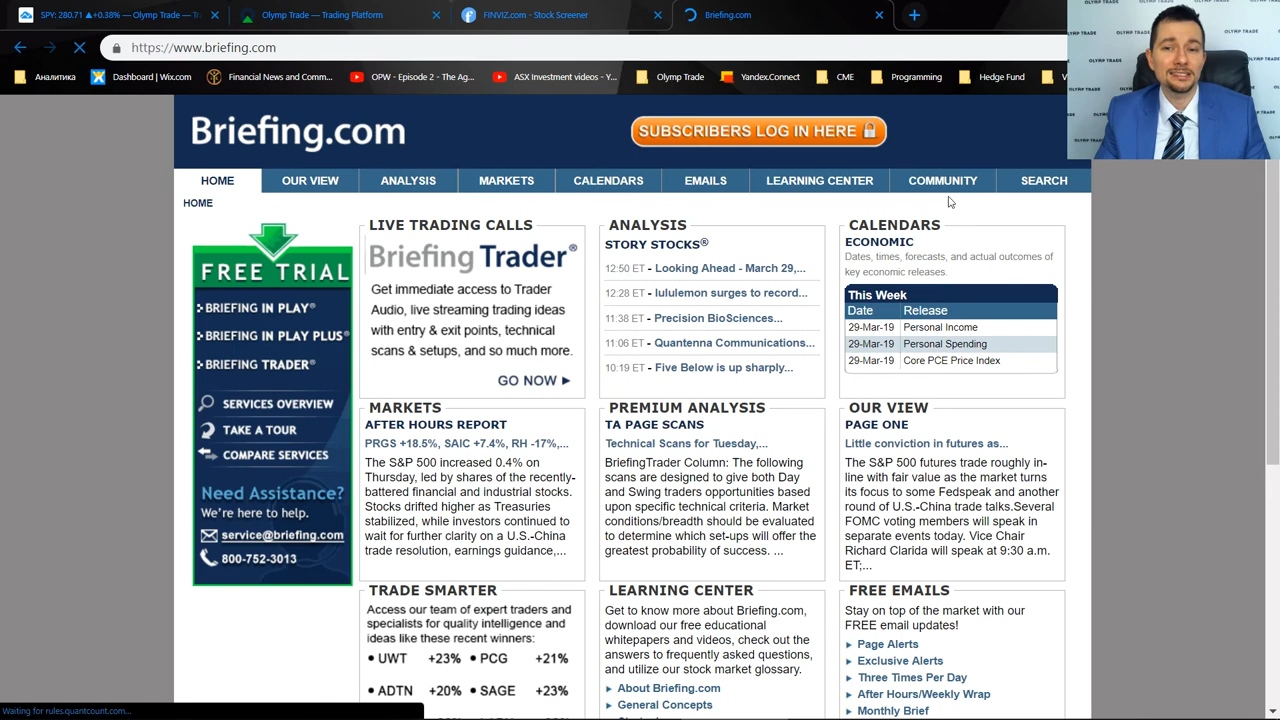 SPY: 280.71 ▲+0.38% — Olymp Trade — T
Olymp Trade — Trading Platform
FINVIZ.com - Stock Screener
Briefing.com
https://www.briefing.com
Аналитика
Dashboard | Wix.com
Financial News and Comm...
OPW - Episode 2 - The Ag...
ASX Investment videos - Y...
Olymp Trade
Yandex.Connect
CME
Programming
Hedge Fund
Briefing.com
SUBSCRIBERS LOG IN HERE
HOME
OUR VIEW
ANALYSIS
MARKETS
CALENDARS
EMAILS
LEARNING CENTER
COMMUNITY
SEARCH
HOME
FREE TRIAL
BRIEFING IN PLAY®
BRIEFING IN PLAY PLUS®
BRIEFING TRADER®
SERVICES OVERVIEW
TAKE A TOUR
COMPARE SERVICES
Need Assistance?
We're here to help.
service@briefing.com
800-752-3013
LIVE TRADING CALLS
Briefing Trader®
Get immediate access to Trader
Audio, live streaming trading ideas
with entry & exit points, technical
scans & setups, and so much more.
GO NOW ►
ANALYSIS
STORY STOCKS®
12:50 ET - Looking Ahead - March 29,...
12:28 ET - lululemon surges to record...
11:38 ET - Precision BioSciences...
11:06 ET - Quantenna Communications...
10:19 ET - Five Below is up sharply...
CALENDARS
ECONOMIC
Dates, times, forecasts, and actual outcomes of
key economic releases.
This Week
Date Release
29-Mar-19 Personal Income
29-Mar-19 Personal Spending
29-Mar-19 Core PCE Price Index
MARKETS
AFTER HOURS REPORT
PRGS +18.5%, SAIC +7.4%, RH -17%,...
The S&P 500 increased 0.4% on
Thursday, led by shares of the recently-
battered financial and industrial stocks.
Stocks drifted higher as Treasuries
stabilized, while investors continued to
wait for further clarity on a U.S.-China
trade resolution, earnings guidance,...
PREMIUM ANALYSIS
TA PAGE SCANS
Technical Scans for Tuesday,...
BriefingTrader Column: The following
scans are designed to give both Day
and Swing traders opportunities based
upon specific technical criteria. Market
conditions/breadth should be evaluated
to determine which set-ups will offer the
greatest probability of success. ...
OUR VIEW
PAGE ONE
Little conviction in futures as...
The S&P 500 futures trade roughly in-
line with fair value as the market turns
its focus to some Fedspeak and another
round of U.S.-China trade talks.Several
FOMC voting members will speak in
separate events today. Vice Chair
Richard Clarida will speak at 9:30 a.m.
ET;...
TRADE SMARTER
Access our team of expert traders and
specialists for quality intelligence and
ideas like these recent winners:
• UWT +23% • PCG +21%
• ADTN +20% • SAGE +23%
LEARNING CENTER
Get to know more about Briefing.com,
download our free educational
whitepapers and videos, check out the
answers to frequently asked questions,
and utilize our stock market glossary.
► About Briefing.com
► General Concepts
FREE EMAILS
Stay on top of the market with our
FREE email updates!
► Page Alerts
► Exclusive Alerts
► Three Times Per Day
► After Hours/Weekly Wrap
► Monthly Brief
Waiting for rules.quantcount.com...
OLYMP TRADE